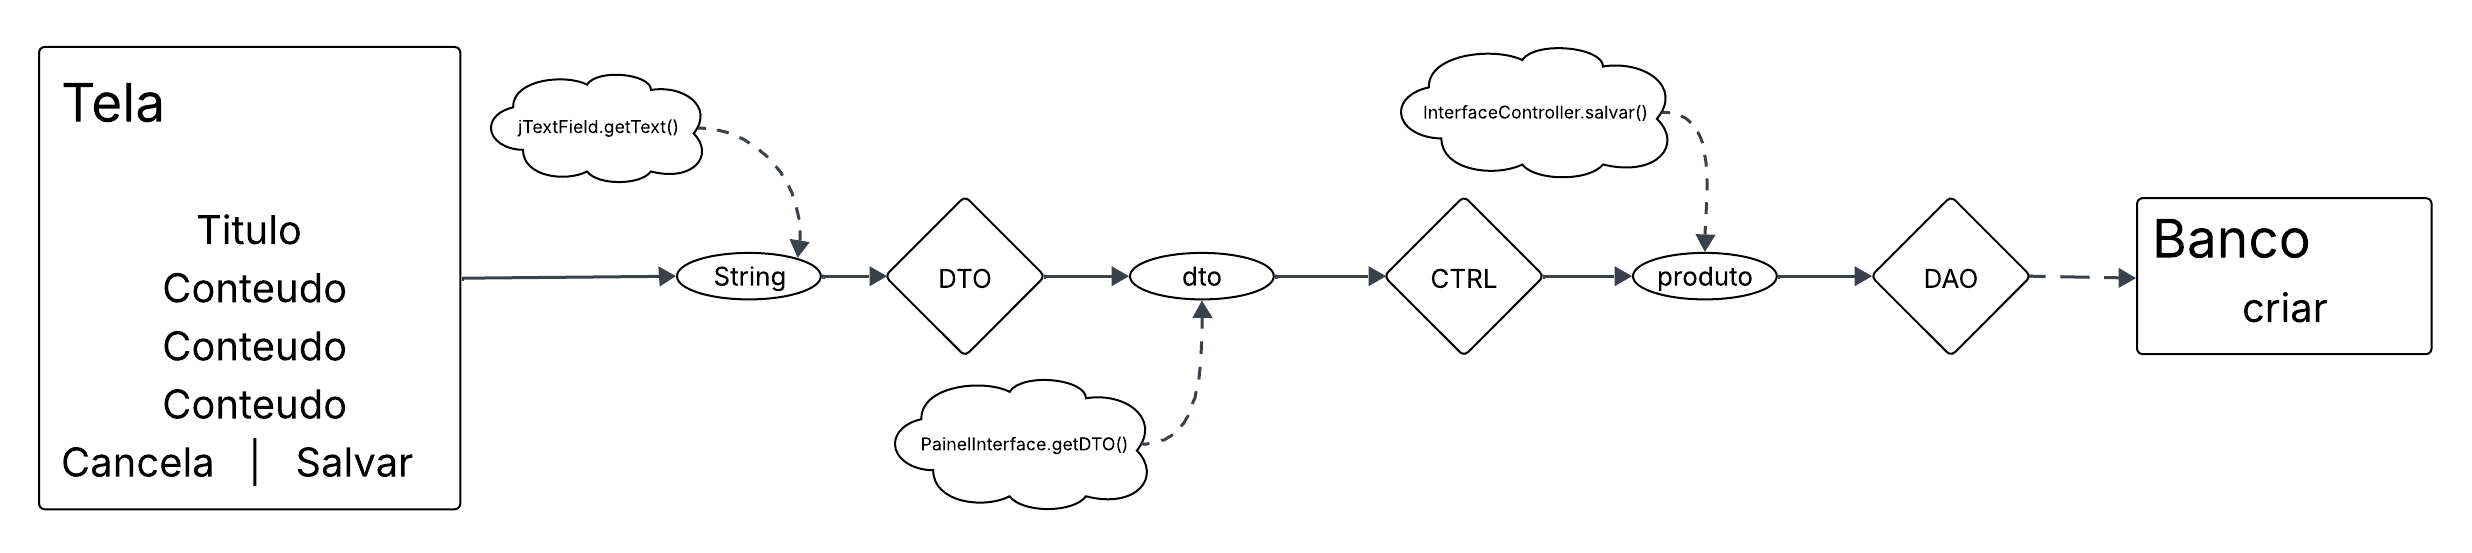 Tela
Titulo
Conteudo
Conteudo
Conteudo
Cancela | Salvar
jTextField.getText()
String
DTO
dto
PainelInterface.getDTO()
CTRL
InterfaceController.salvar()
produto
DAO
Banco
criar